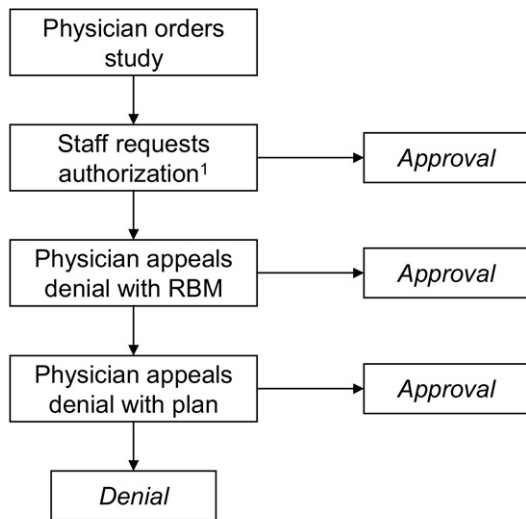 Physician orders
study
Staff requests
authorization¹
Approval
Physician appeals
denial with RBM
Approval
Physician appeals
denial with plan
Approval
Denial